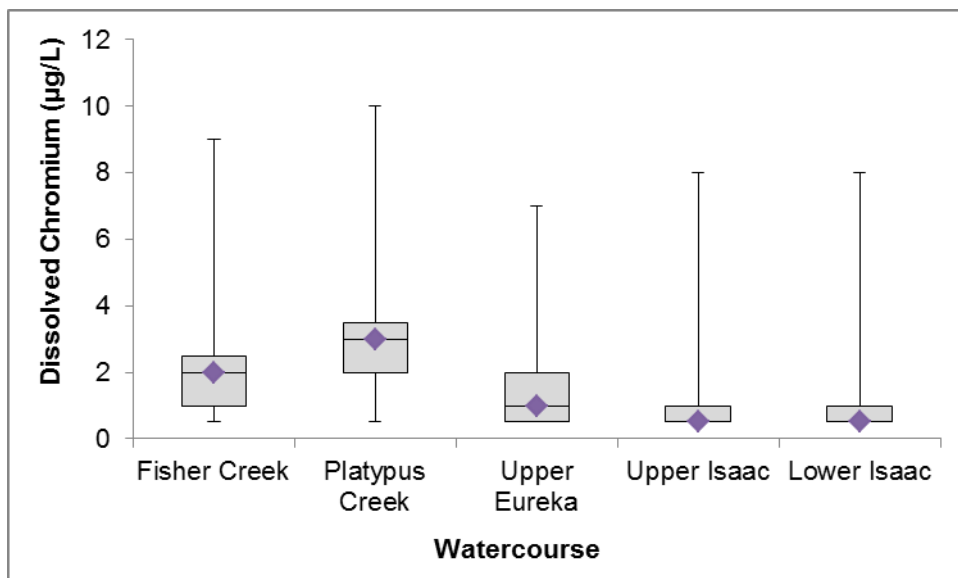 Dissolved Chromium (µg/L)
12
10
8
6
4
2
0
Fisher Creek
Platypus
Creek
Upper
Eureka
Upper Isaac
Lower Isaac
Watercourse